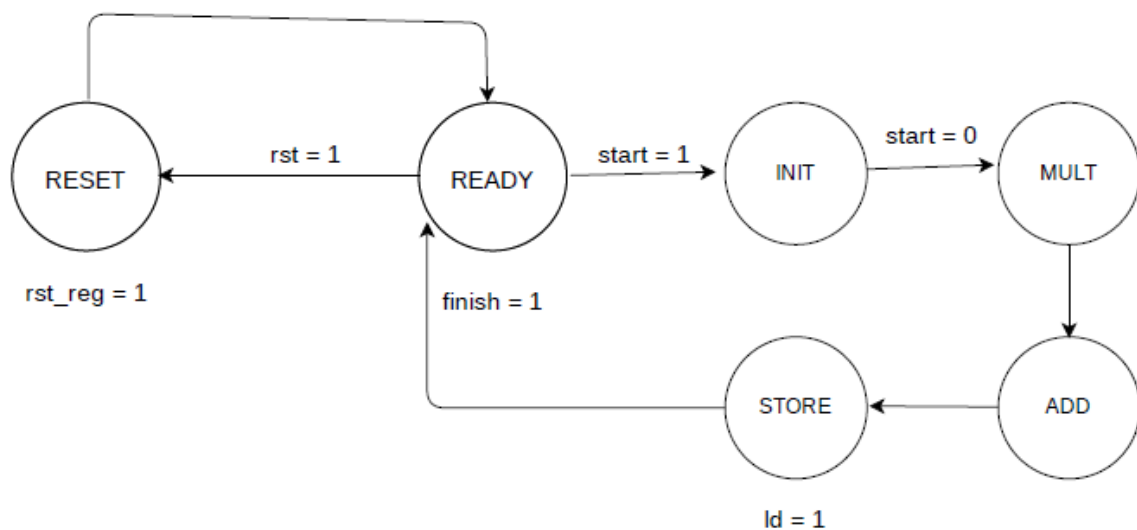 start = 0
rst = 1
start = 1
RESET
READY
INIT
MULT
rst_reg = 1
finish = 1
STORE
ADD
ld = 1